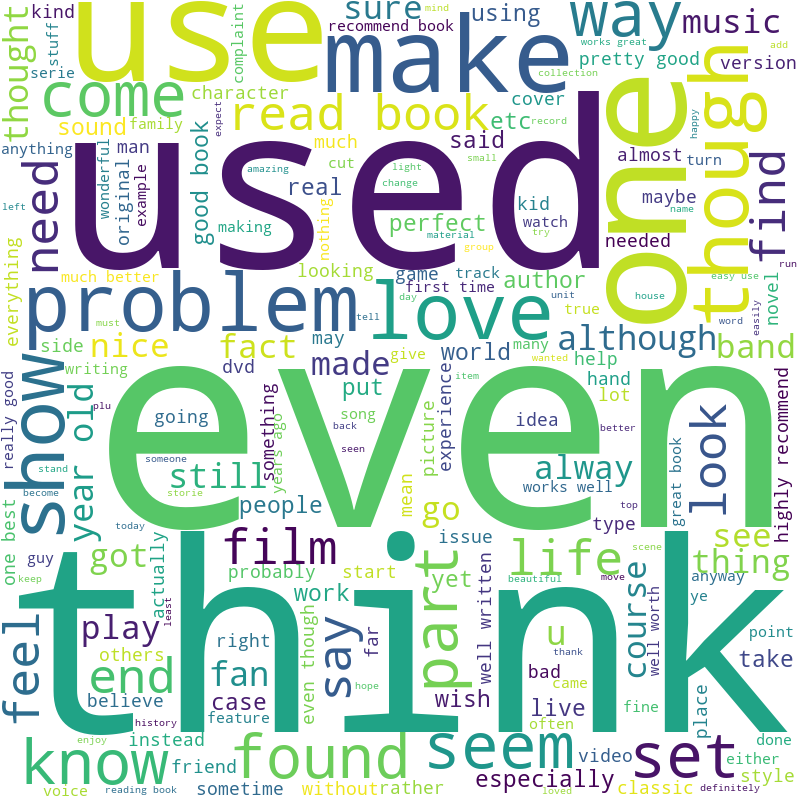 kind
stuff
serie
thought
use
complaint
sure
recommend book
mind
using
works great
collection
way
music
pretty good
add
version
come
sound
family
character
expect
read book
make
etc
cover
record
one
though
happy
anything
man
wonderful
original
example
making
good book
used
amazing
much
cut
real
light
change
small
nothing
said
perfect
material
group
try
kid
watch
almost
turn
maybe
name
needed
find
left
need
everything
much better
looking
game
track
first time
author
true
unit
house
easy use
easily
run
novel
problem
must
side
writing
nice
fact
dvd
may
day
tell
love
give
world
many
wanted
help
although
word
band
made
put
hand
lot
really good
show
plu
year old
going
something
years ago
song
back
seen
picture
experience
item
idea
better
look
even
stand
become
one best
someone
storie
still
people
mean
alway
works well
type
top
great book
highly recommend
today
guy
keep
got
actually
film
probably
start
go
yet
issue
life
beautiful
scene
move
see
thing
anyway
ye
think
feel
least
play
others
believe
right
fan
case
feature
work
even though
say
far
hope
part
well written
wish
u
bad
thank
came
live
often
course
well worth
fine
place
point
take
end
history
enjoy
know
voice
reading book
instead
friend
sometime
found
without
rather
seem
especially
video
loved
classic
set
definitely
either
done
style